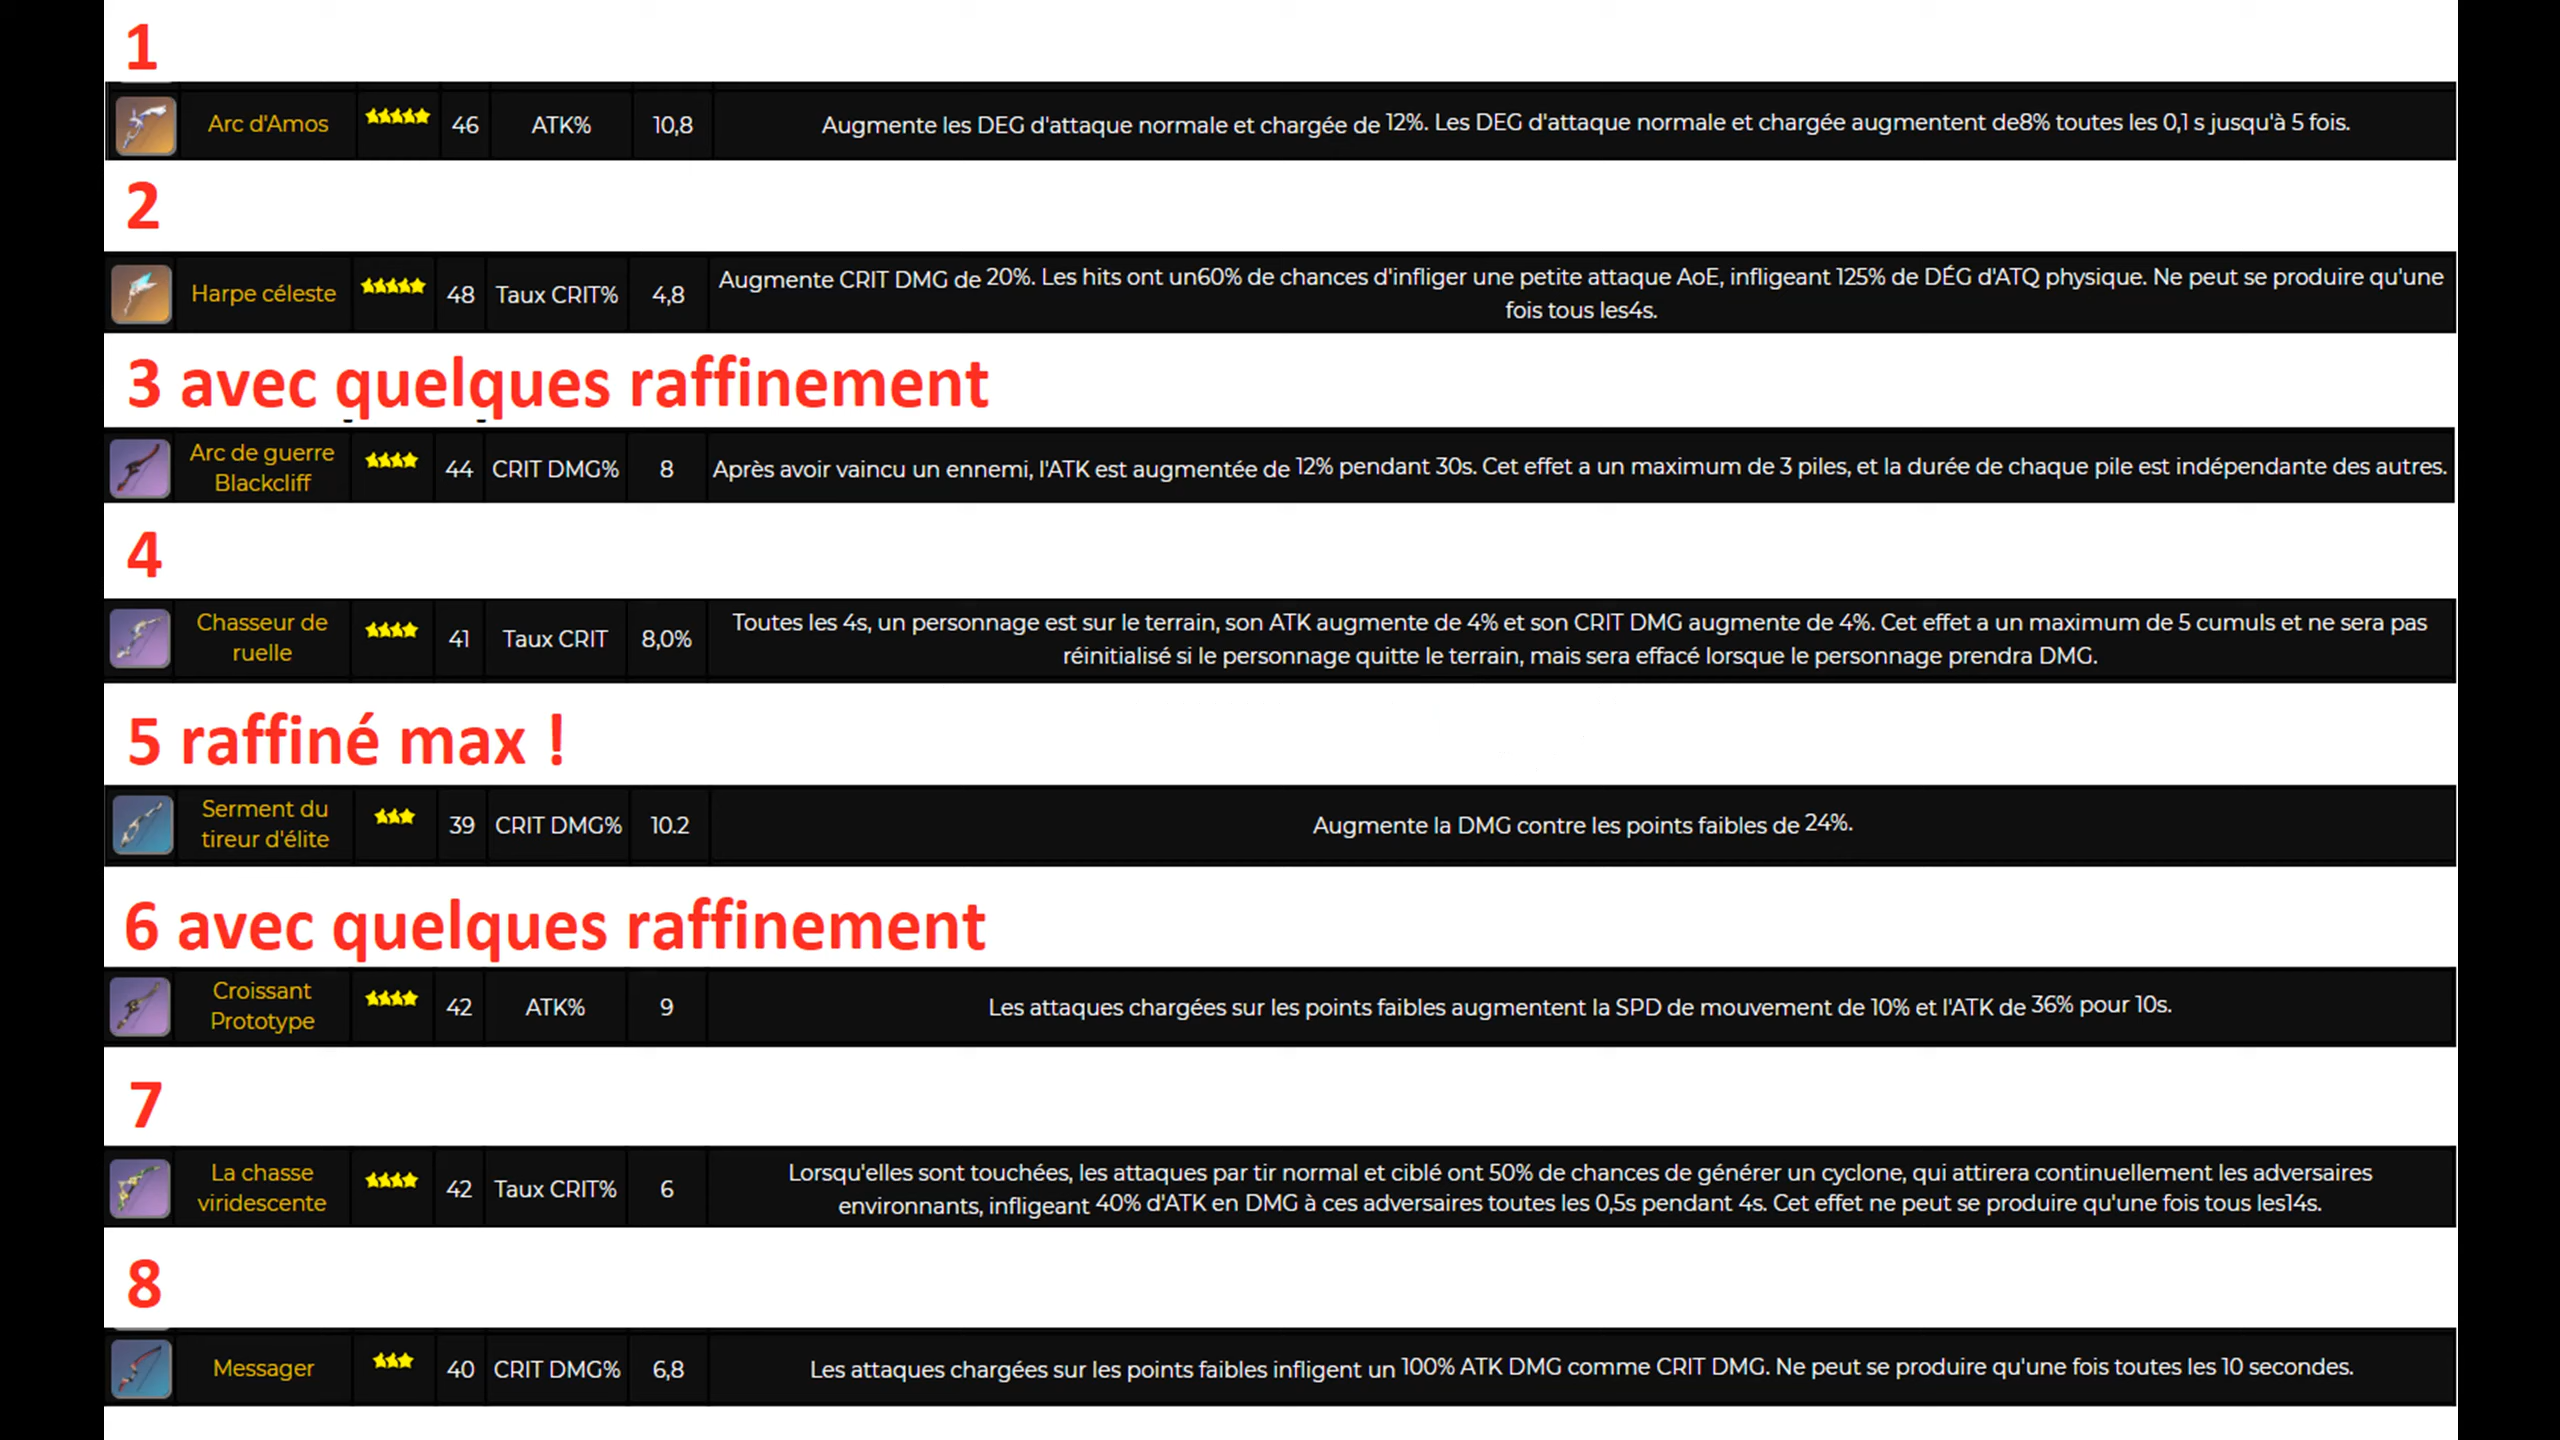 1
Arc d'Amos 46 ATK% 10,8 Augmente les DEG d'attaque normale et chargée de 12%. Les DEG d'attaque normale et chargée augmentent de8% toutes les 0,1 s jusqu'à 5 fois.
2
Harpe céleste 48 Taux CRIT% 4,8 Augmente CRIT DMG de 20%. Les hits ont un60% de chances d'infliger une petite attaque AoE, infligeant 125% de DÉG d'ATQ physique. Ne peut se produire qu'une
fois tous les4s.
3 avec quelques raffinement
Arc de guerre
Blackcliff 44 CRIT DMG% 8 Après avoir vaincu un ennemi, l'ATK est augmentée de 12% pendant 30s. Cet effet a un maximum de 3 piles, et la durée de chaque pile est indépendante des autres.
4
Chasseur de
ruelle 41 Taux CRIT 8,0% Toutes les 4s, un personnage est sur le terrain, son ATK augmente de 4% et son CRIT DMG augmente de 4%. Cet effet a un maximum de 5 cumuls et ne sera pas
réinitialisé si le personnage quitte le terrain, mais sera effacé lorsque le personnage prendra DMG.
5 raffiné max !
Serment du
tireur d'élite 39 CRIT DMG% 10.2 Augmente la DMG contre les points faibles de 24%.
6 avec quelques raffinement
Croissant
Prototype 42 ATK% 9 Les attaques chargées sur les points faibles augmentent la SPD de mouvement de 10% et l'ATK de 36% pour 10s.
7
La chasse
viridescente 42 Taux CRIT% 6 Lorsqu'elles sont touchées, les attaques par tir normal et ciblé ont 50% de chances de générer un cyclone, qui attirera continuellement les adversaires
environnants, infligeant 40% d'ATK en DMG à ces adversaires toutes les 0,5s pendant 4s. Cet effet ne peut se produire qu'une fois tous les14s.
8
Messager 40 CRIT DMG% 6,8 Les attaques chargées sur les points faibles infligent un 100% ATK DMG comme CRIT DMG. Ne peut se produire qu'une fois toutes les 10 secondes.